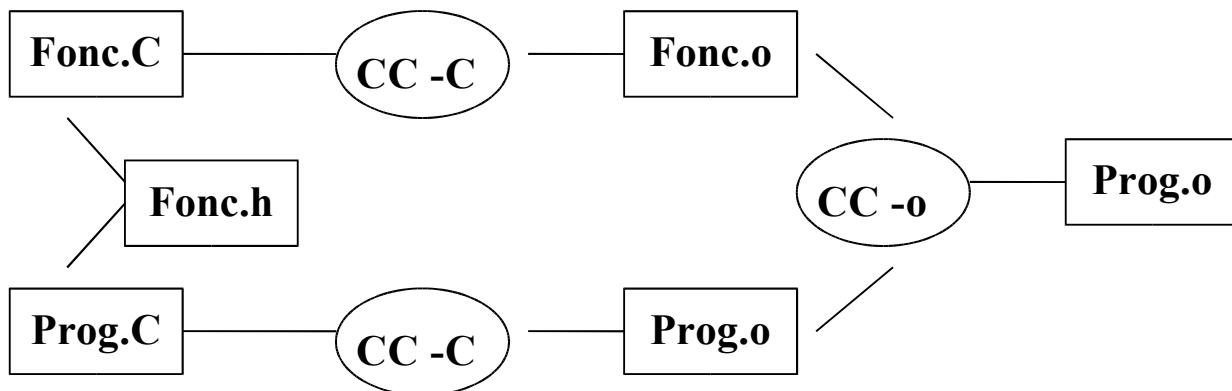 Fonc.C
CC -C
Fonc.o
Fonc.h
CC -o
Prog.o
Prog.C
CC -C
Prog.o